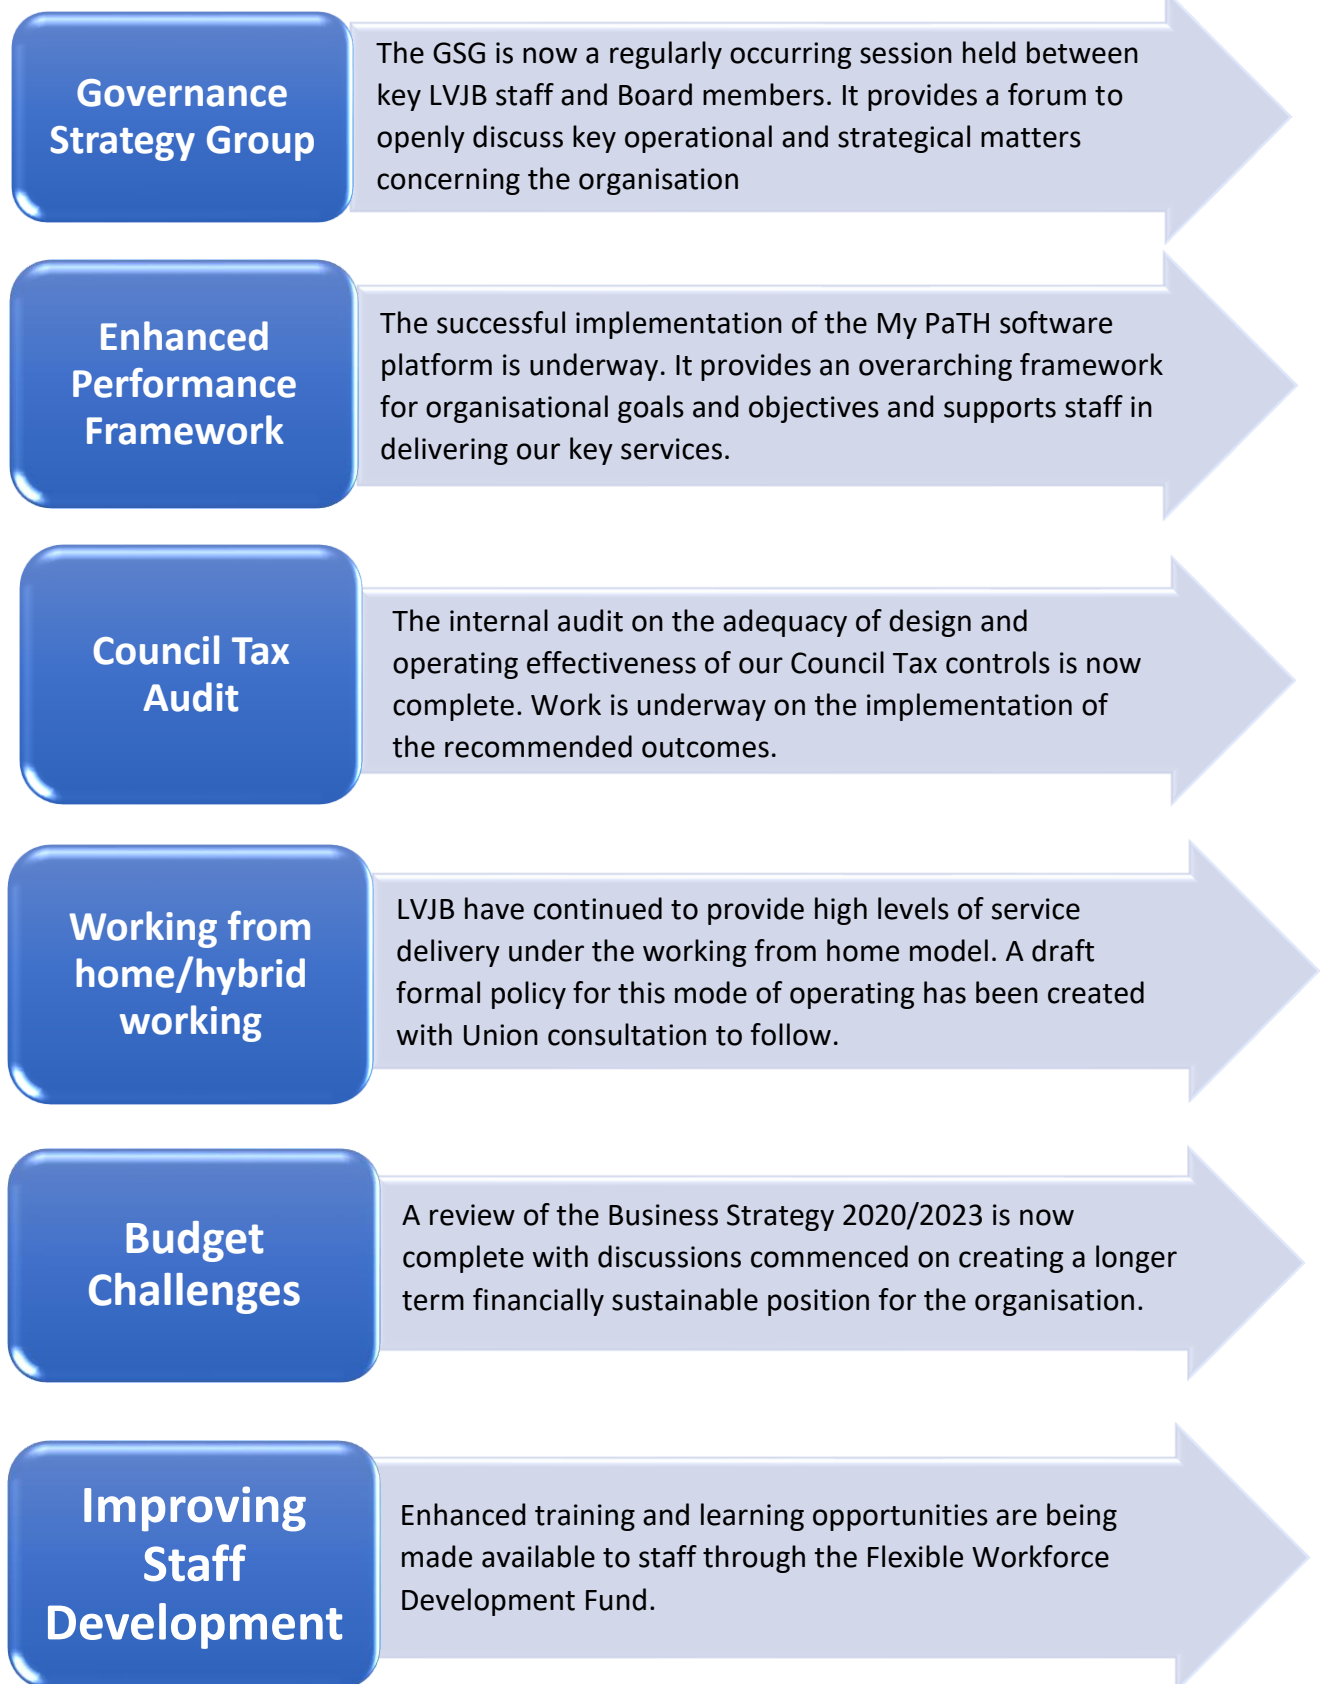 Governance
Strategy Group
The GSG is now a regularly occurring session held between
key LVJB staff and Board members. It provides a forum to
openly discuss key operational and strategical matters
concerning the organisation
Enhanced
Performance
Framework
The successful implementation of the My PaTH software
platform is underway. It provides an overarching framework
for organisational goals and objectives and supports staff in
delivering our key services.
Council Tax
Audit
The internal audit on the adequacy of design and
operating effectiveness of our Council Tax controls is now
complete. Work is underway on the implementation of
the recommended outcomes.
Working from
home/hybrid
working
LVJB have continued to provide high levels of service
delivery under the working from home model. A draft
formal policy for this mode of operating has been created
with Union consultation to follow.
Budget
Challenges
A review of the Business Strategy 2020/2023 is now
complete with discussions commenced on creating a longer
term financially sustainable position for the organisation.
Improving
Staff
Development
Enhanced training and learning opportunities are being
made available to staff through the Flexible Workforce
Development Fund.